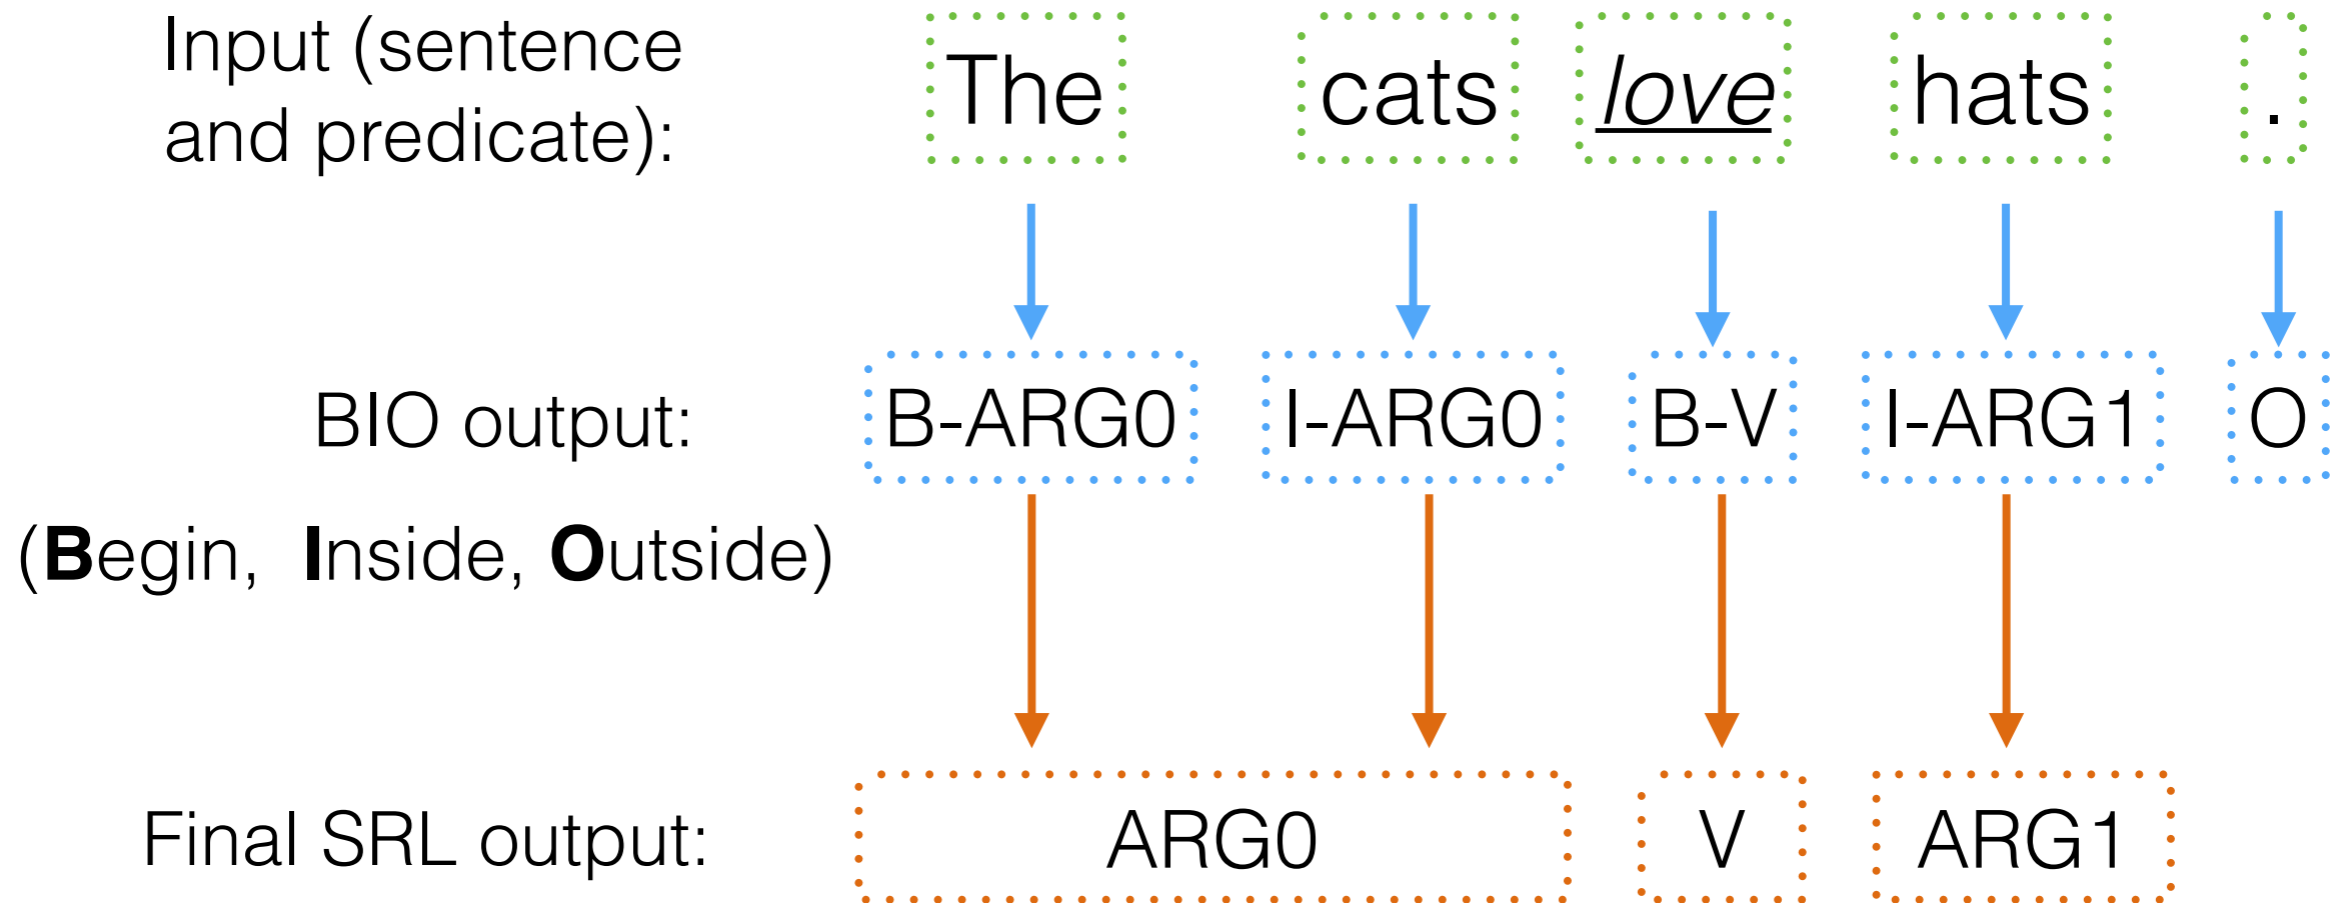 Input (sentence
and predicate):
The cats love hats .
BIO output:
B-ARG0 I-ARG0 B-V I-ARG1 O
(Begin, Inside, Outside)
Final SRL output:
ARG0 V ARG1